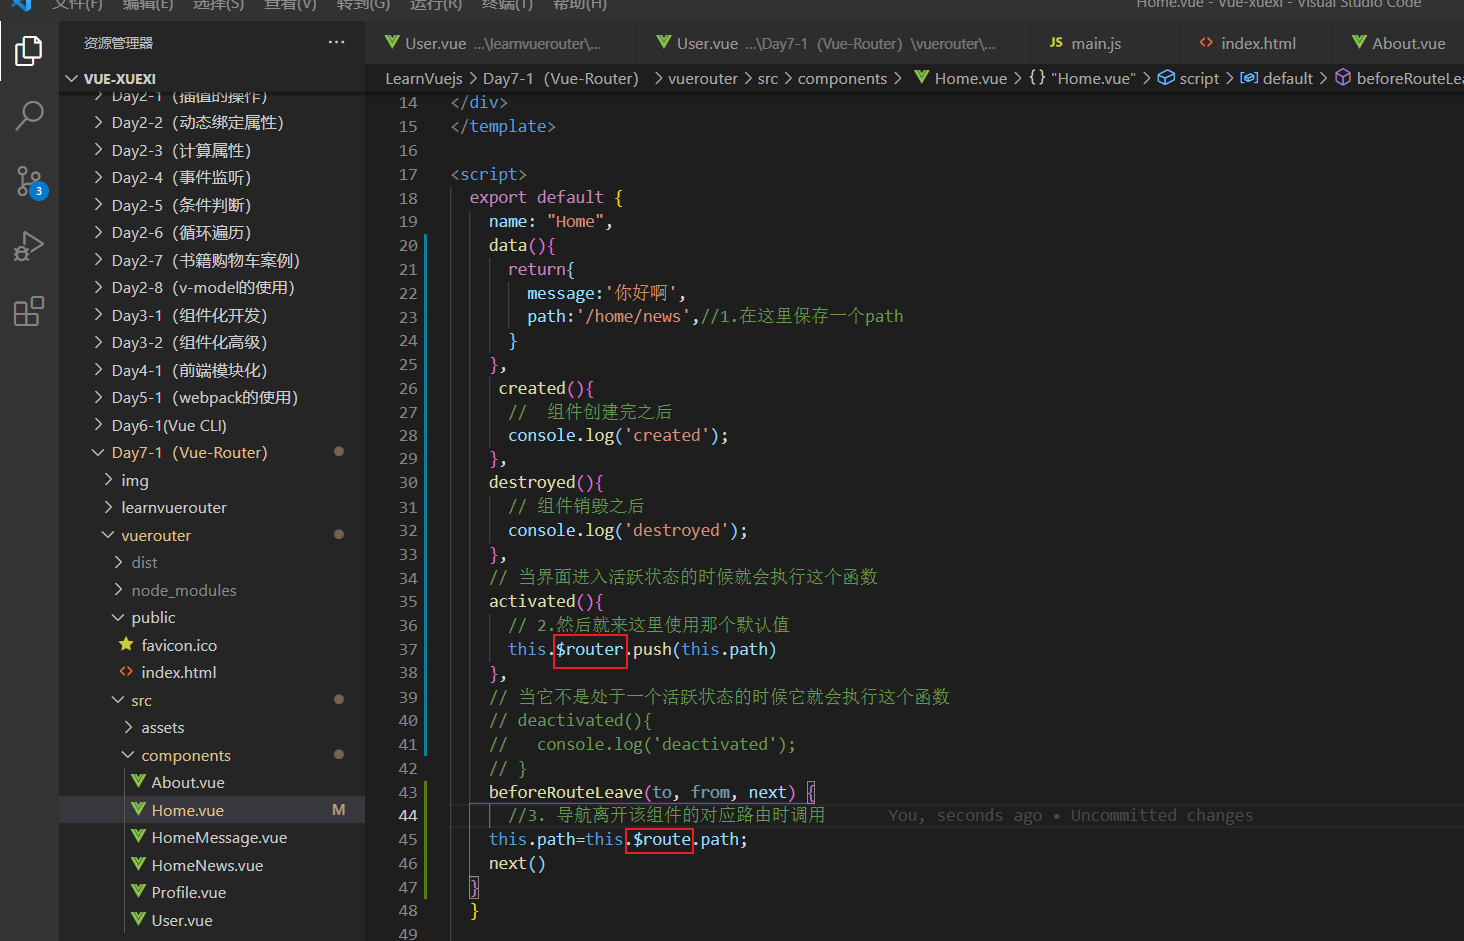 文件(F) 编辑(E) 选择(S) 查看(V) 转到(G) 运行(R) 终端(T) 帮助(H) Home.vue - Vue-xuexi - Visual Studio Code
资源管理器 ···
User.vue ...\learnvuerouter\... User.vue ...\Day7-1（Vue-Router）\vuerouter\... JS main.js <> index.html About.vue
VUE-XUEXI
LearnVuejs > Day7-1（Vue-Router） > vuerouter > src > components > Home.vue > {} "Home.vue" > script > default > beforeRouteLea
3
Day2-1（插值的操作）
Day2-2（动态绑定属性）
Day2-3（计算属性）
Day2-4（事件监听）
Day2-5（条件判断）
Day2-6（循环遍历）
Day2-7（书籍购物车案例）
Day2-8（v-model的使用）
Day3-1（组件化开发）
Day3-2（组件化高级）
Day4-1（前端模块化）
Day5-1（webpack的使用）
Day6-1(Vue CLI)
Day7-1（Vue-Router）
img
learnvuerouter
vuerouter
dist
node_modules
public
favicon.ico
<> index.html
src
assets
components
About.vue
Home.vue M
HomeMessage.vue
HomeNews.vue
Profile.vue
User.vue
14 </div>
15 </template>
16
17 <script>
18 export default {
19 name: "Home",
20 data(){
21 return{
22 message:'你好啊',
23 path:'/home/news',//1.在这里保存一个path
24 }
25 },
26 created(){
27 // 组件创建完之后
28 console.log('created');
29 },
30 destroyed(){
31 // 组件销毁之后
32 console.log('destroyed');
33 },
34 // 当界面进入活跃状态的时候就会执行这个函数
35 activated(){
36 // 2.然后就来这里使用那个默认值
37 this.$router.push(this.path)
38 },
39 // 当它不是处于一个活跃状态的时候它就会执行这个函数
40 // deactivated(){
41 // console.log('deactivated');
42 // }
43 beforeRouteLeave(to, from, next) {
44 //3. 导航离开该组件的对应路由时调用 You, seconds ago • Uncommitted changes
45 this.path=this.$route.path;
46 next()
47 }
48 }
49